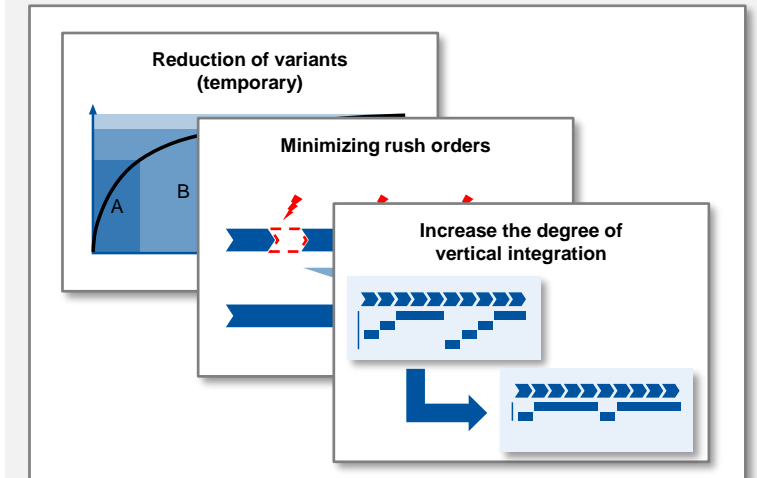 Reduction of variants
(temporary)
A
B
Minimizing rush orders
Increase the degree of
vertical integration